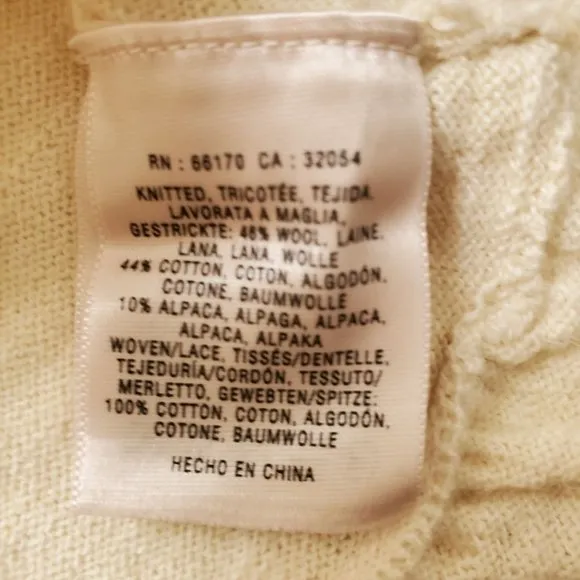 RN : 66170 CA : 32054
KNITTED, TRICOTÉE, TEJIDA,
LAVORATA A MAGLIA,
GESTRICKTE: 46% WOOL, LAINE,
LANA, LANA, WOLLE
44% COTTON, COTON, ALGODÓN,
COTONE, BAUMWOLLE
10% ALPACA, ALPAGA, ALPACA,
ALPACA, ALPAKA
WOVEN/LACE, TISSÉS/DENTELLE,
TEJEDURÍA/CORDÓN, TESSUTO/
MERLETTO, GEWEBTEN/SPITZE:
100% COTTON, COTON, ALGODÓN,
COTONE, BAUMWOLLE
HECHO EN CHINA